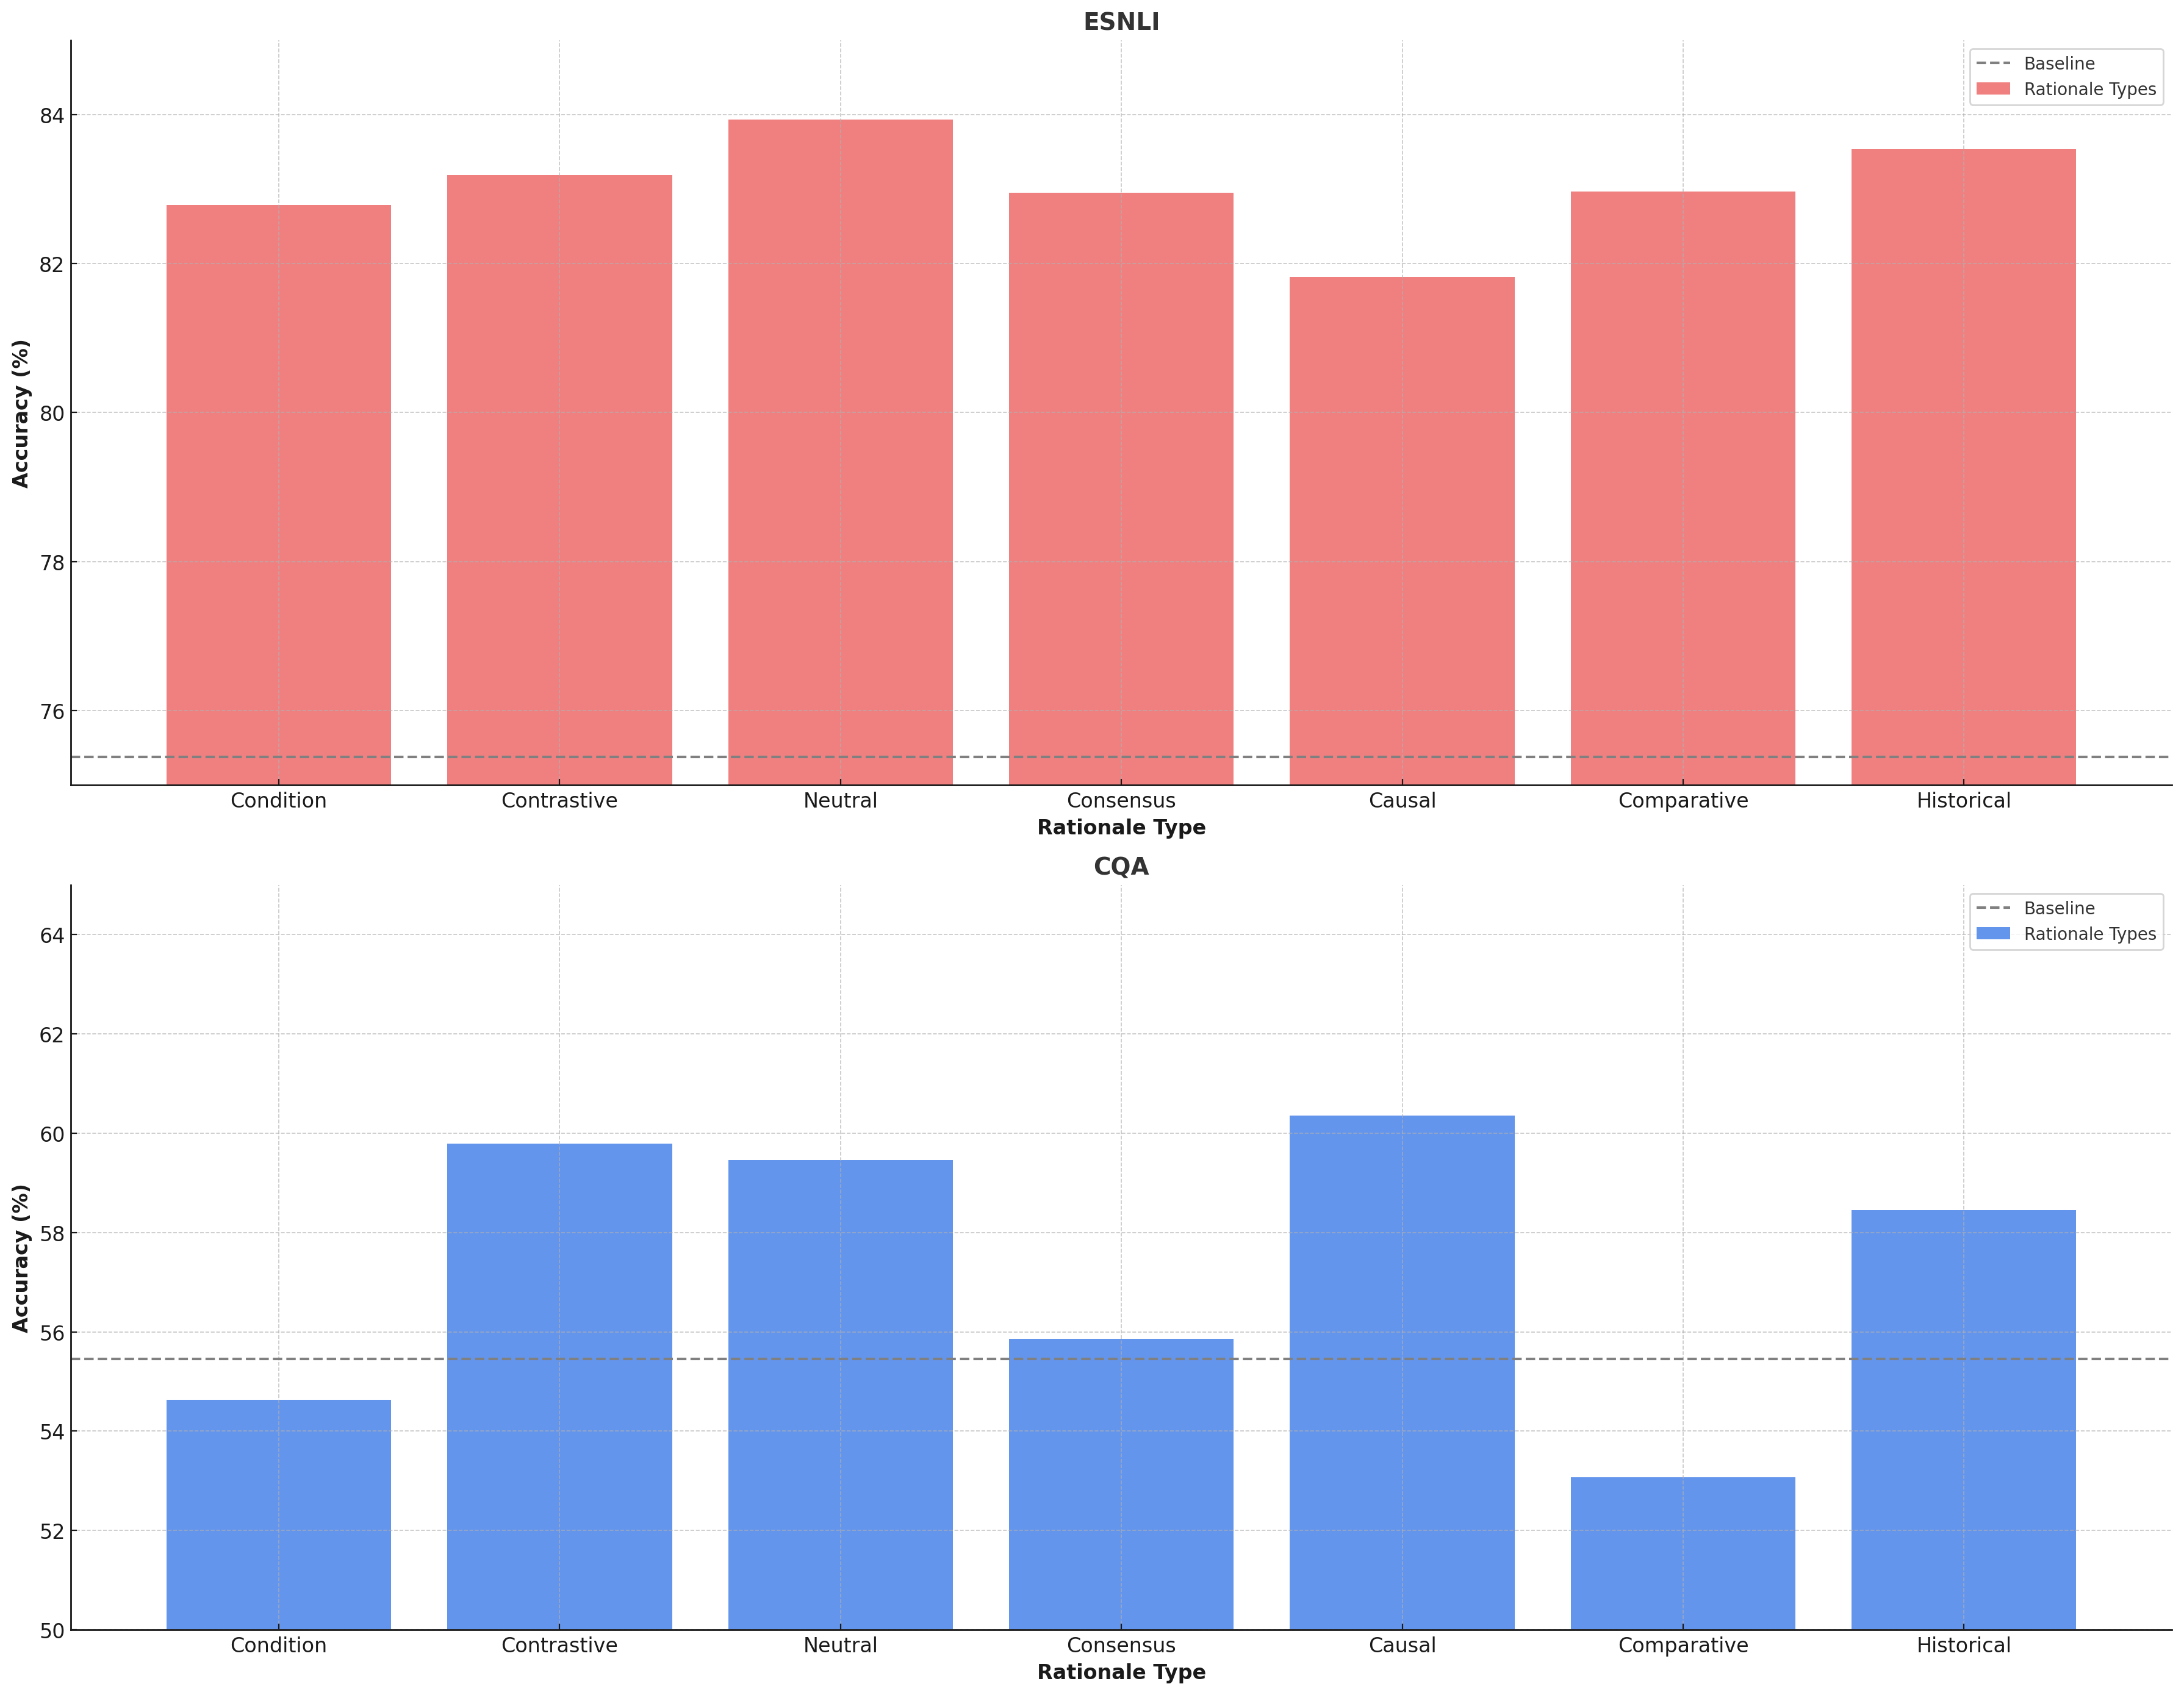 ESNLI
Baseline
Rationale Types
Accuracy (%)
84
82
80
78
76
Condition Contrastive Neutral Consensus Causal Comparative Historical
Rationale Type
CQA
Baseline
Rationale Types
Accuracy (%)
64
62
60
58
56
54
52
50
Condition Contrastive Neutral Consensus Causal Comparative Historical
Rationale Type